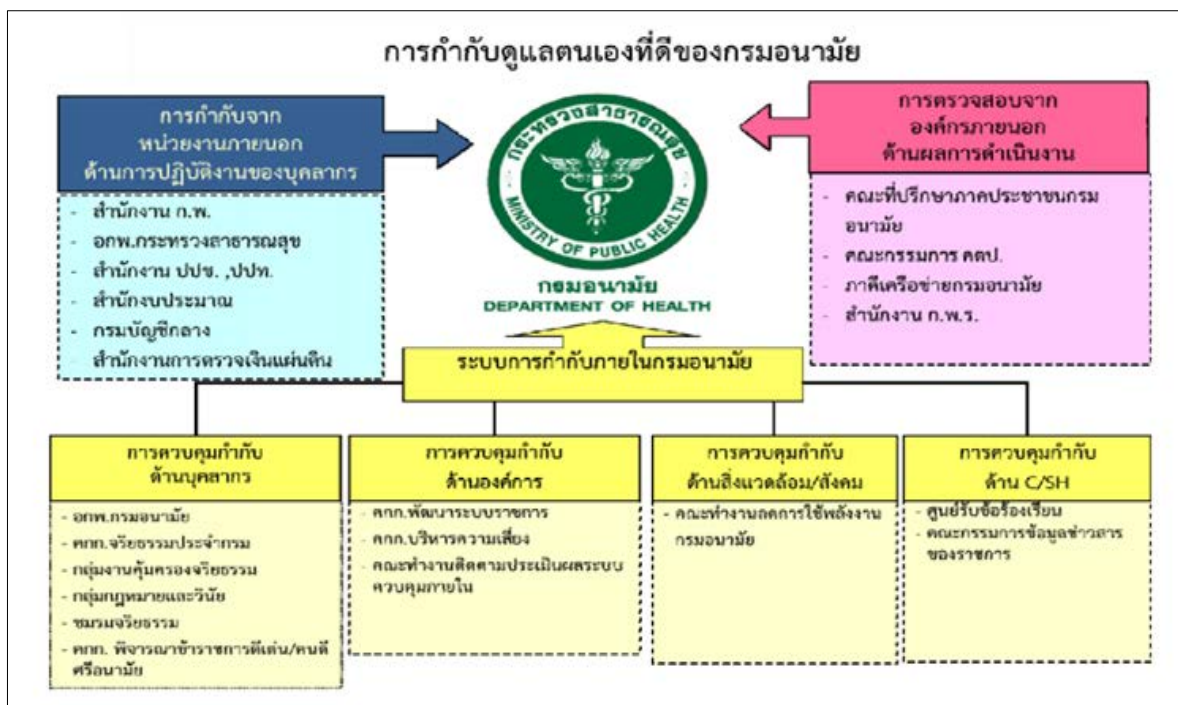 การกำกับดูแลตนเองที่ดีของกรมอนามัย
การกำกับจาก
หน่วยงานภายนอก
ด้านการปฏิบัติงานของบุคลากร
- สำนักงาน ก.พ.
- อกพ.กระทรวงสาธารณสุข
- สำนักงาน ปปช. ,ปปท.
- สำนักงบประมาณ
- กรมบัญชีกลาง
- สำนักงานการตรวจเงินแผ่นดิน
กระทรวงสาธารณสุข
MINISTRY OF PUBLIC HEALTH
กรมอนามัย
DEPARTMENT OF HEALTH
การตรวจสอบจาก
องค์กรภายนอก
ด้านผลการดำเนินงาน
- คณะที่ปรึกษาภาคประชาชนกรม
อนามัย
- คณะกรรมการ คตป.
- ภาคีเครือข่ายกรมอนามัย
- สำนักงาน ก.พ.ร.
ระบบการกำกับภายในกรมอนามัย
การควบคุมกำกับ
ด้านบุคลากร
- อกพ.กรมอนามัย
- คกก.จริยธรรมประจำกรม
- กลุ่มงานคุ้มครองจริยธรรม
- กลุ่มกฎหมายและวินัย
- ชมรมจริยธรรม
- คกก. พิจารณาข้าราชการดีเด่น/คนดี
ศรีอนามัย
การควบคุมกำกับ
ด้านองค์การ
- คกก.พัฒนาระบบราชการ
- คกก.บริหารความเสี่ยง
- คณะทำงานติดตามประเมินผลระบบ
ควบคุมภายใน
การควบคุมกำกับ
ด้านสิ่งแวดล้อม/สังคม
- คณะทำงานลดการใช้พลังงาน
กรมอนามัย
การควบคุมกำกับ
ด้าน C/SH
- ศูนย์รับข้อร้องเรียน
- คณะกรรมการข้อมูลข่าวสาร
ของราชการ